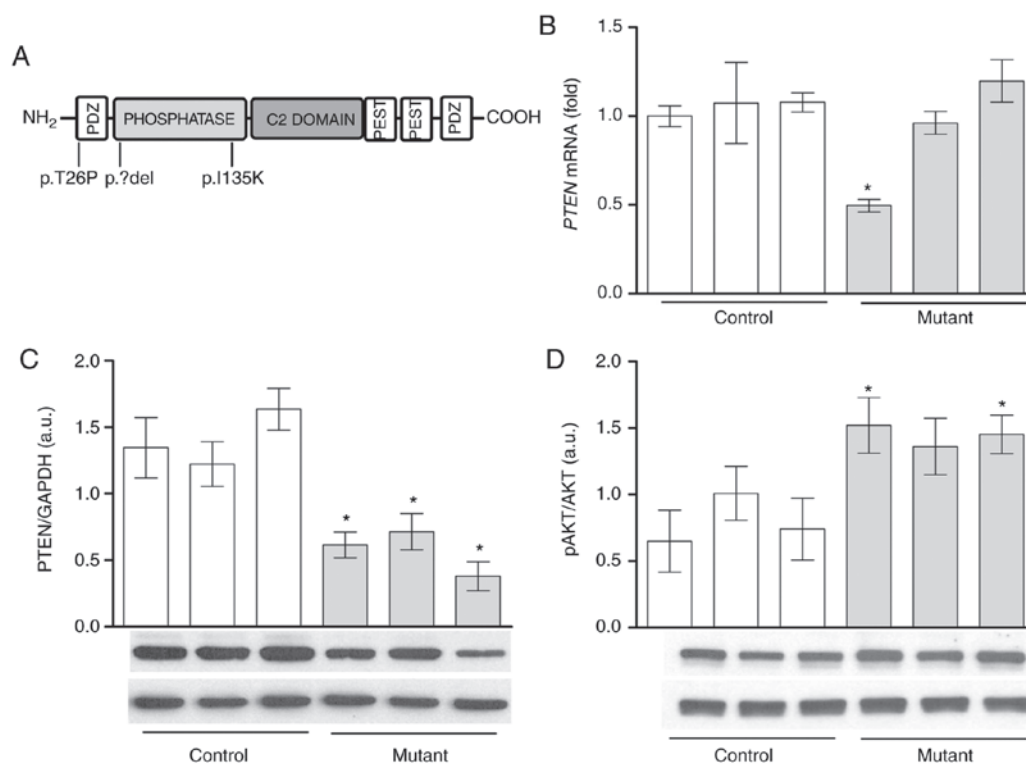 A
NH2 PDZ PHOSPHATASE C2 DOMAIN PEST PEST PDZ COOH
p.T26P p.?del p.I135K
B
PTEN mRNA (fold)
1.5
1.0
0.5
0.0
*
Control Mutant
C
PTEN/GAPDH (a.u.)
2.0
1.5
1.0
0.5
0.0
* * *
Control Mutant
D
pAKT/AKT (a.u.)
2.0
1.5
1.0
0.5
0.0
* *
Control Mutant